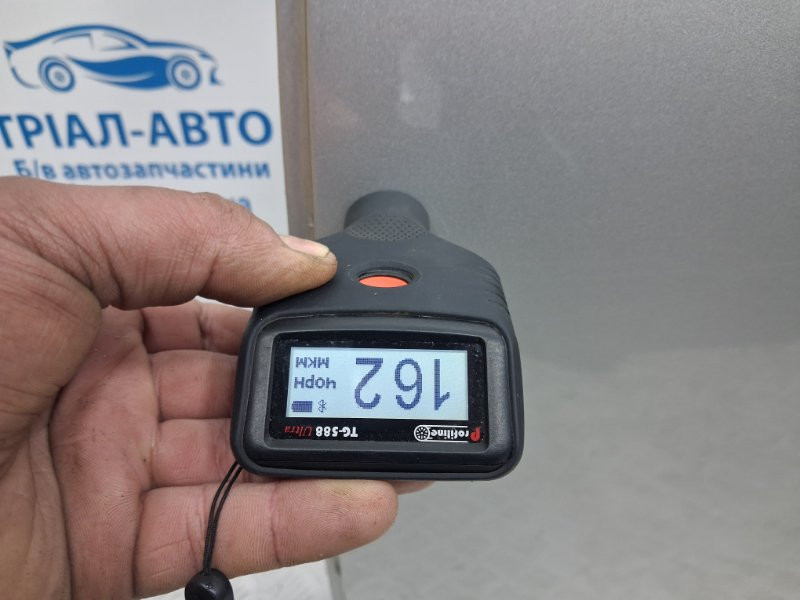 ТРІАЛ-АВТО
Б/в автозапчастини
Profiline TG-588 Ultra
162 ЧОРН
МКМ